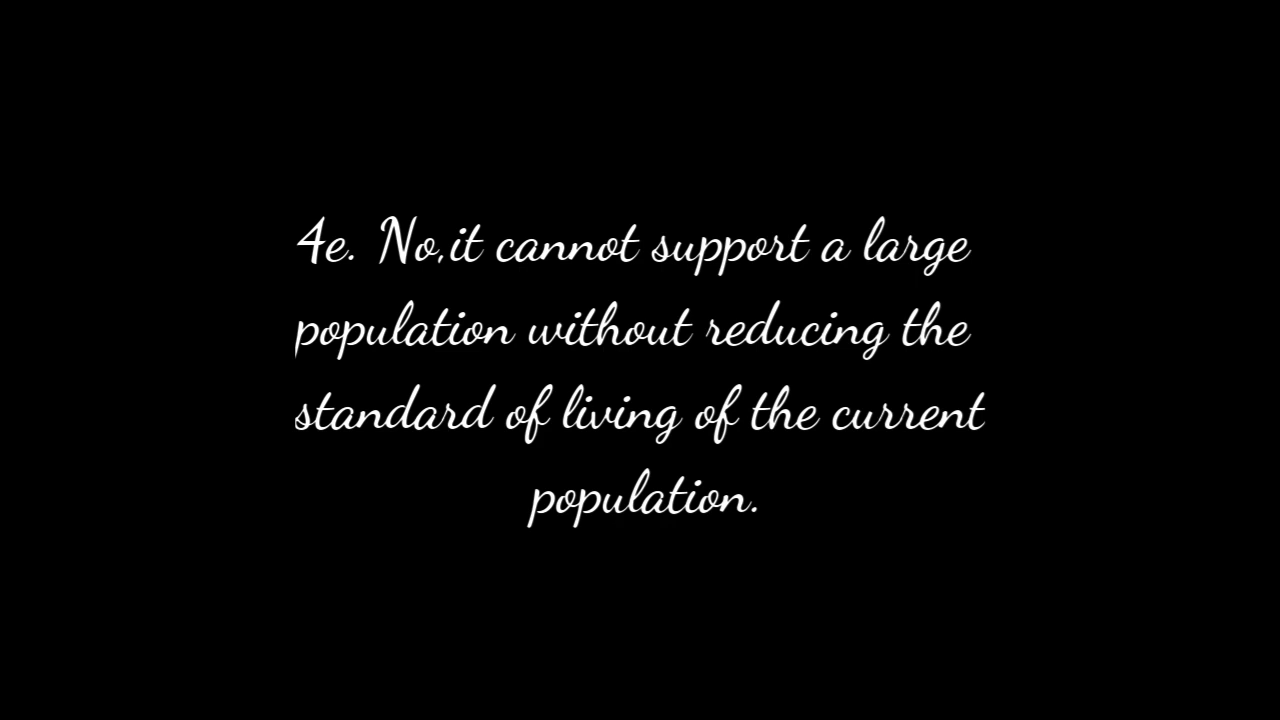 4e. No,it cannot support a large
population without reducing the
standard of living of the current
population.